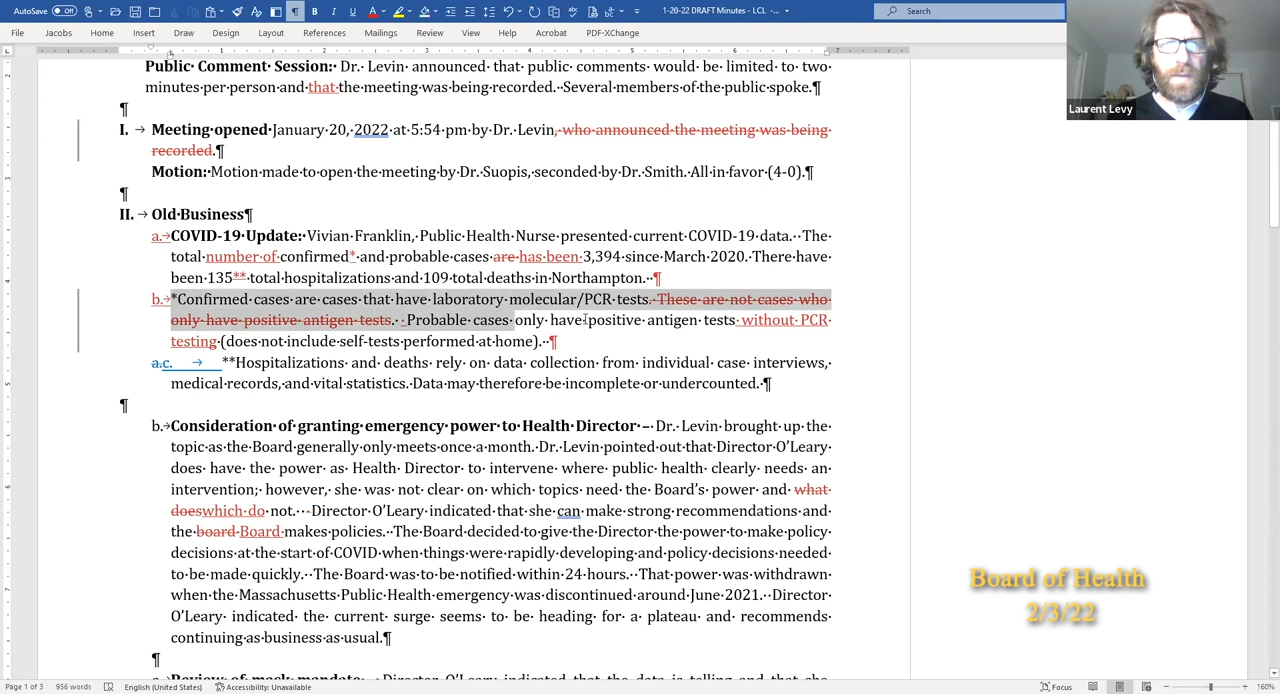 AutoSave Off 1-20-22 DRAFT Minutes - LCL -... Search
File Jacobs Home Insert Draw Design Layout References Mailings Review View Help Acrobat PDF-XChange
Laurent Levy
Public Comment Session: Dr. Levin announced that public comments would be limited to two
minutes per person and that the meeting was being recorded. Several members of the public spoke.¶
¶
I. → Meeting opened January 20, 2022 at 5:54 pm by Dr. Levin, who announced the meeting was being
recorded.¶
Motion: Motion made to open the meeting by Dr. Suopis, seconded by Dr. Smith. All in favor (4-0).¶
¶
II. → Old Business¶
a.→COVID-19 Update: Vivian Franklin, Public Health Nurse presented current COVID-19 data. The
total number of confirmed* and probable cases are has been 3,394 since March 2020. There have
been 135** total hospitalizations and 109 total deaths in Northampton. ¶
b.→*Confirmed cases are cases that have laboratory molecular/PCR tests. These are not cases who
only have positive antigen tests. Probable cases only have positive antigen tests without PCR
testing (does not include self-tests performed at home). ¶
a.c. → **Hospitalizations and deaths rely on data collection from individual case interviews,
medical records, and vital statistics. Data may therefore be incomplete or undercounted. ¶
¶
b.→Consideration of granting emergency power to Health Director – Dr. Levin brought up the
topic as the Board generally only meets once a month. Dr. Levin pointed out that Director O'Leary
does have the power as Health Director to intervene where public health clearly needs an
intervention; however, she was not clear on which topics need the Board's power and what
doeswhich do not. Director O'Leary indicated that she can make strong recommendations and
the board Board makes policies. The Board decided to give the Director the power to make policy
decisions at the start of COVID when things were rapidly developing and policy decisions needed
to be made quickly. The Board was to be notified within 24 hours. That power was withdrawn
when the Massachusetts Public Health emergency was discontinued around June 2021. Director
O'Leary indicated the current surge seems to be heading for a plateau and recommends
continuing as business as usual.¶
¶
Board of Health
2/3/22
Page 1 of 3 956 words English (United States) Accessibility: Unavailable Focus 160%